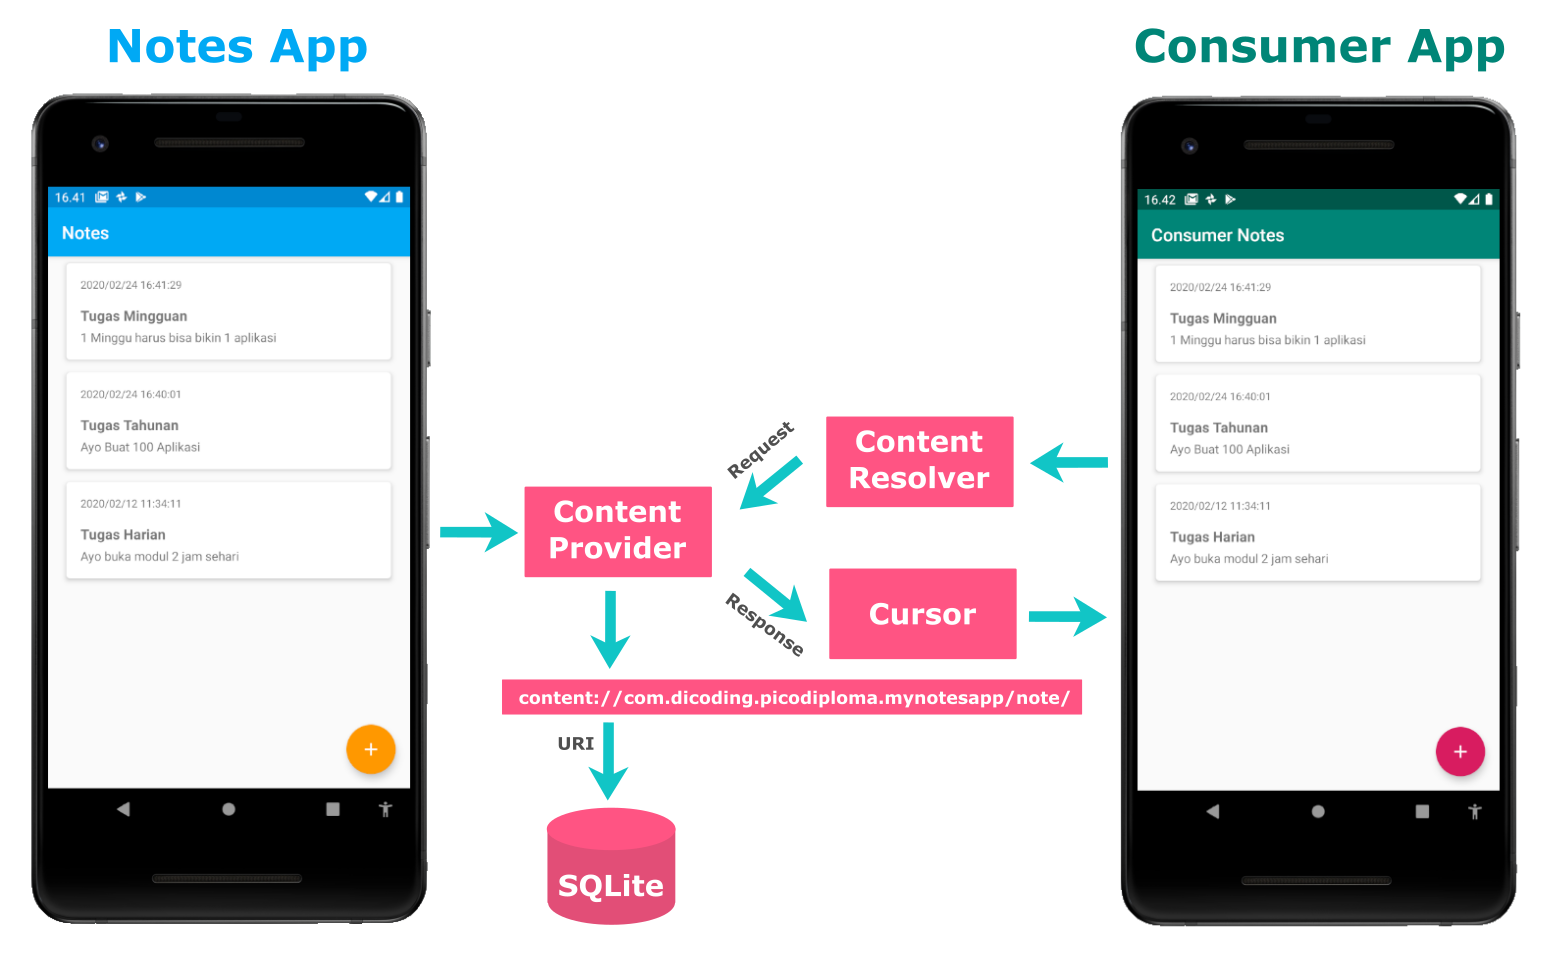 Notes App
16.41
Notes
2020/02/24 16:41:29
Tugas Mingguan
1 Minggu harus bisa bikin 1 aplikasi
2020/02/24 16:40:01
Tugas Tahunan
Ayo Buat 100 Aplikasi
2020/02/12 11:34:11
Tugas Harian
Ayo buka modul 2 jam sehari
+
Content
Provider
Request
Response
Content
Resolver
Cursor
content://com.dicoding.picodiploma.mynotesapp/note/
URI
SQLite
Consumer App
16.42
Consumer Notes
2020/02/24 16:41:29
Tugas Mingguan
1 Minggu harus bisa bikin 1 aplikasi
2020/02/24 16:40:01
Tugas Tahunan
Ayo Buat 100 Aplikasi
2020/02/12 11:34:11
Tugas Harian
Ayo buka modul 2 jam sehari
+